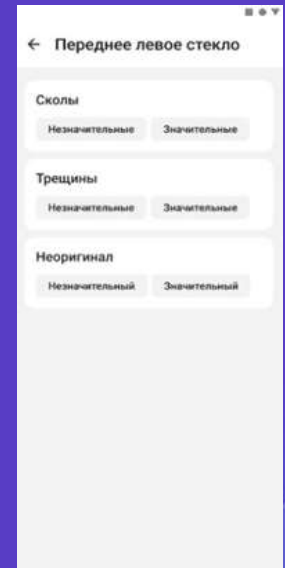 Переднее левое стекло
Сколы
Незначительные Значительные
Трещины
Незначительные Значительные
Неоригинал
Незначительный Значительный